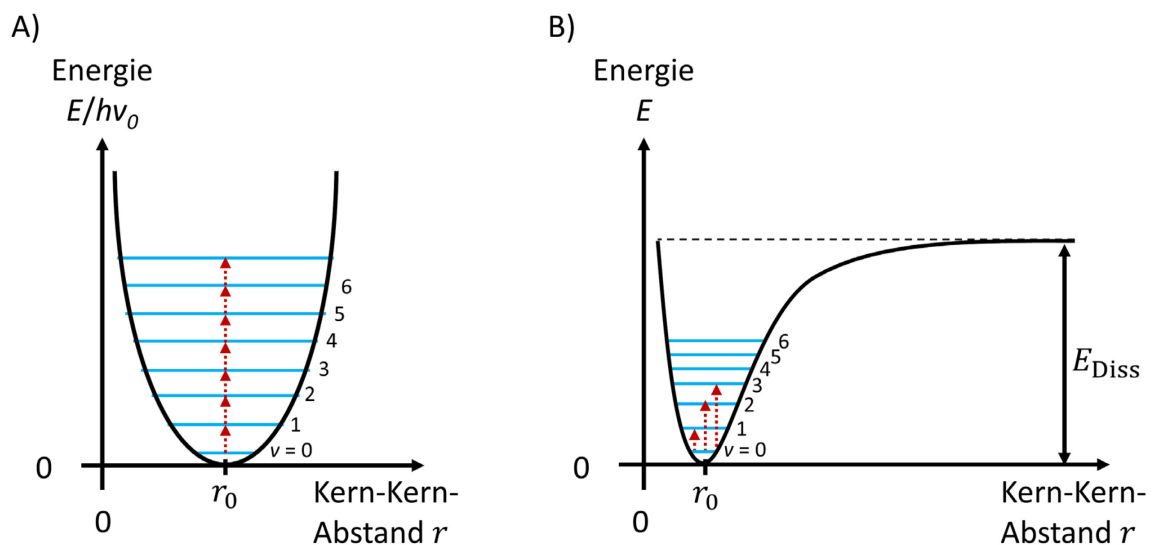 A)
Energie
E/hν₀
6
5
4
3
2
1
v = 0
0
r₀
0
Kern-Kern-
Abstand r
B)
Energie
E
6
5
4
3
2
1
v = 0
E_Diss
0
r₀
0
Kern-Kern-
Abstand r